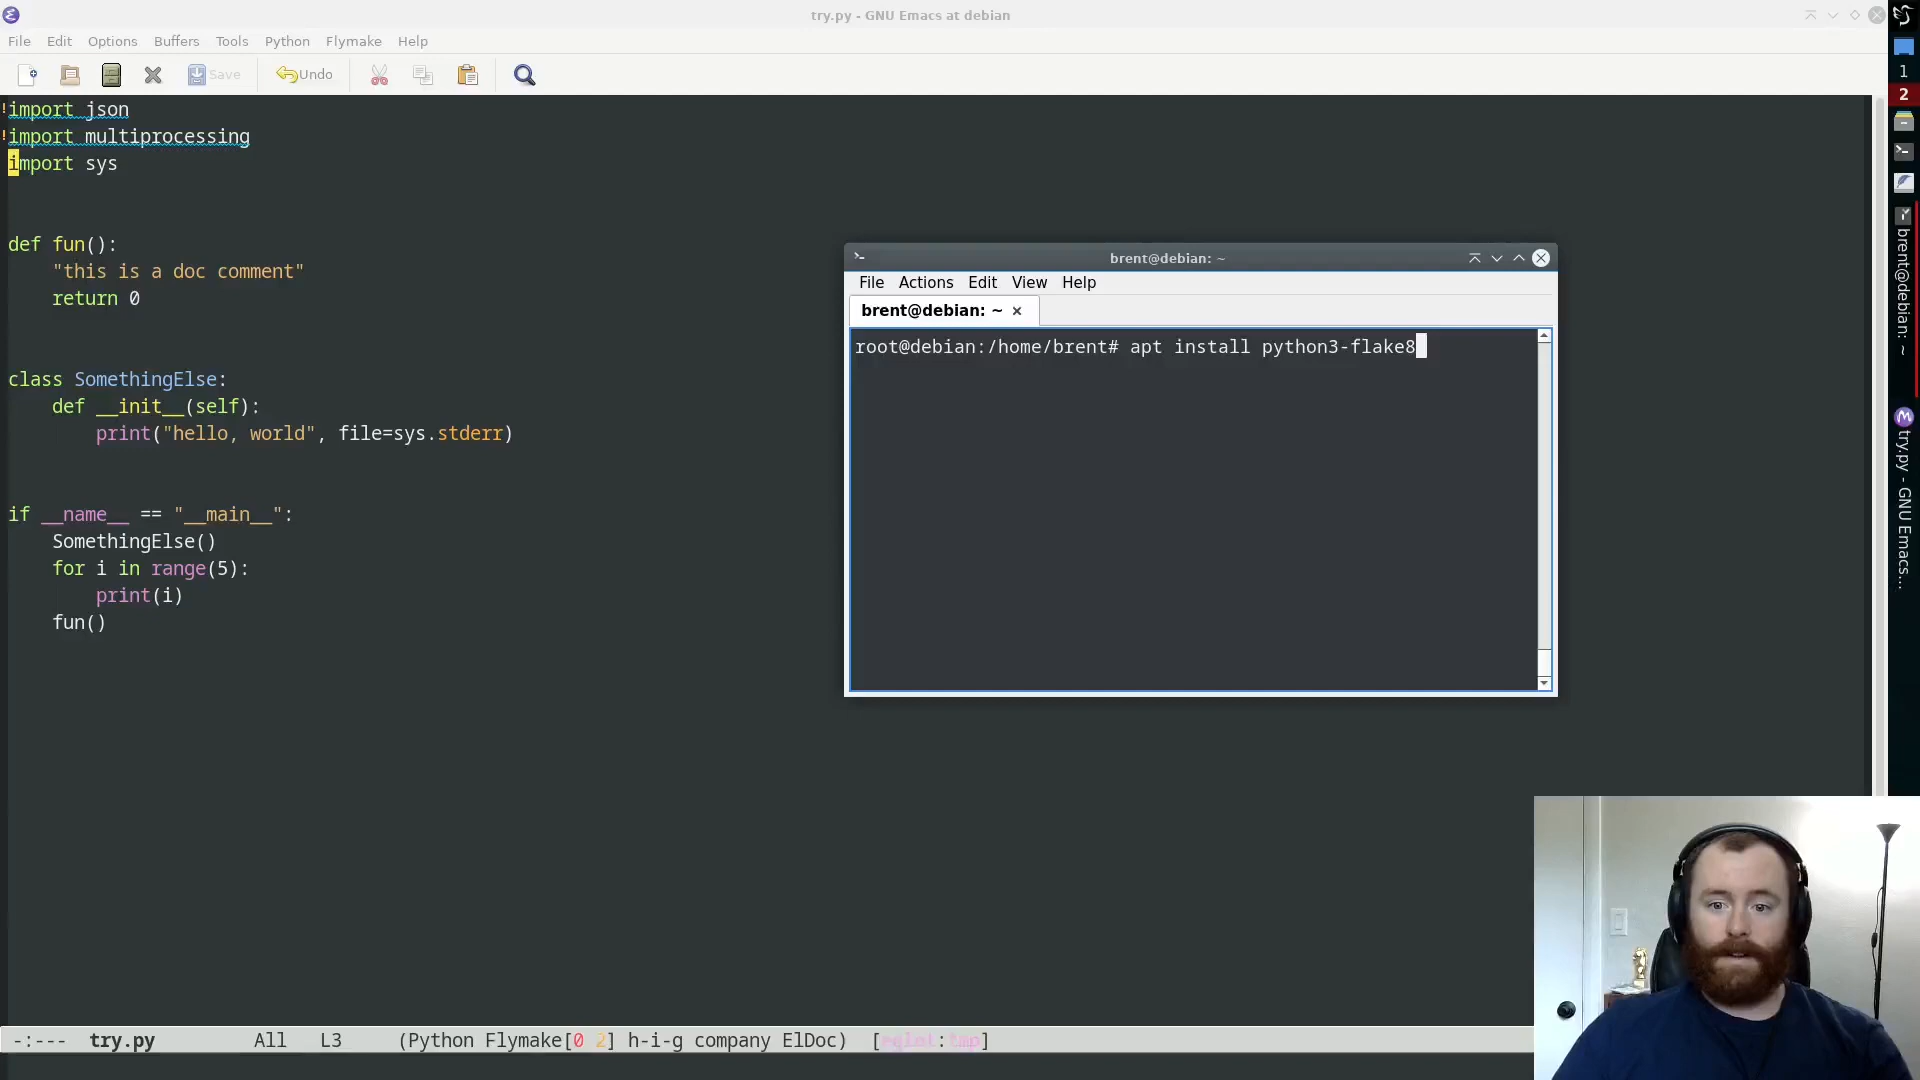 try.py - GNU Emacs at debian
File Edit Options Buffers Tools Python Flymake Help
Save Undo
!import json
!import multiprocessing
import sys
def fun():
"this is a doc comment"
return 0
class SomethingElse:
def __init__(self):
print("hello, world", file=sys.stderr)
if __name__ == "__main__":
SomethingElse()
for i in range(5):
print(i)
fun()
-:--- try.py All L3 (Python Flymake[0 2] h-i-g company ElDoc) [eglot:tmp]
brent@debian: ~
File Actions Edit View Help
brent@debian: ~ ×
root@debian:/home/brent# apt install python3-flake8
1
2
brent@debian: ~
try.py - GNU Emacs...